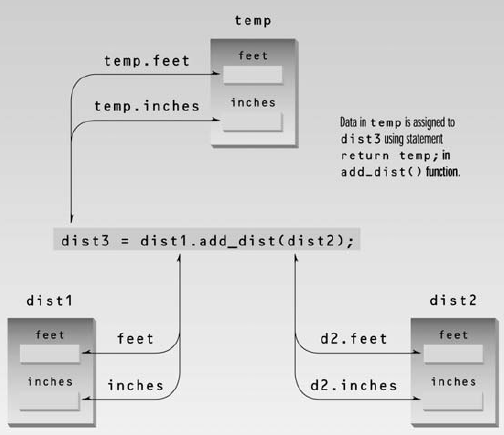 temp
feet
temp.feet
inches
temp.inches
Data in temp is assigned to
dist3 using statement
return temp; in
add_dist() function.
dist3 = dist1.add_dist(dist2);
dist1
feet
feet
inches
inches
dist2
d2.feet
feet
d2.inches
inches